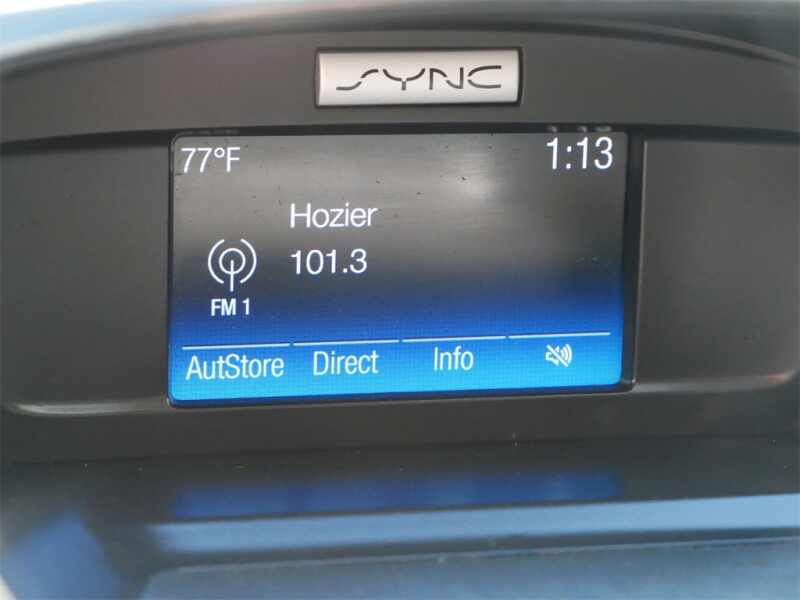 SYNC
77°F 1:13
Hozier
101.3
FM 1
AutStore Direct Info